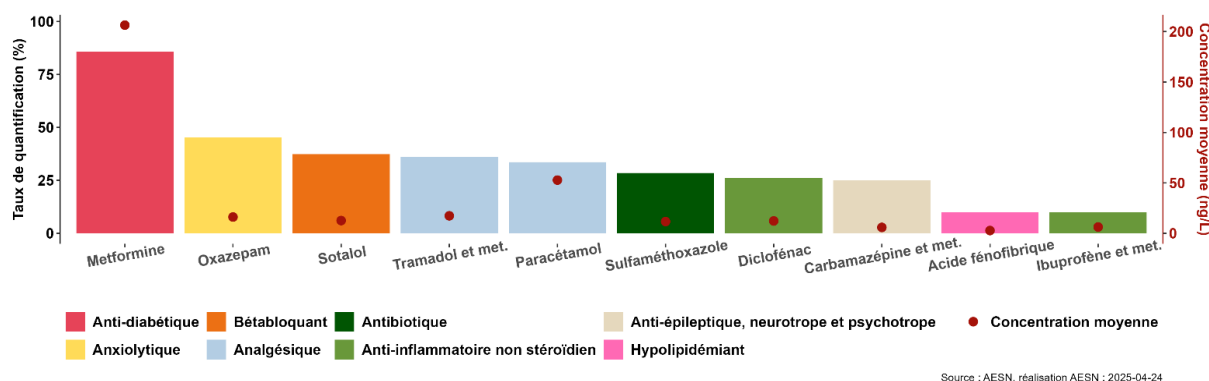 Taux de quantification (%)
100
75
50
25
0
Concentration moyenne (ng/L)
200
150
100
50
0
Metformine
Oxazepam
Sotalol
Tramadol et met.
Paracétamol
Sulfaméthoxazole
Diclofénac
Carbamazépine et met.
Acide fénofibrique
Ibuprofène et met.
Anti-diabétique
Bétabloquant
Antibiotique
Anti-épileptique, neurotrope et psychotrope
Concentration moyenne
Anxiolytique
Analgésique
Anti-inflammatoire non stéroïdien
Hypolipidémiant
Source : AESN, réalisation AESN : 2025-04-24